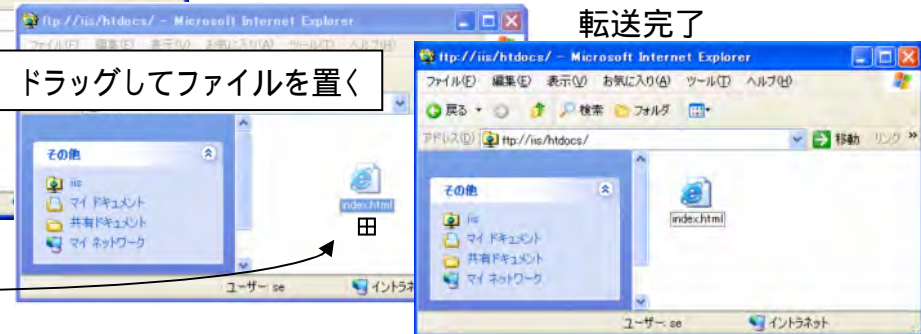 転送完了
ftp://iis/htdocs/ - Microsoft Internet Explorer
ドラッグしてファイルを置く
その他
iis
マイ ドキュメント
共有ドキュメント
マイ ネットワーク
index.html
ユーザー: se
イントラネ
ftp://iis/htdocs/ - Microsoft Internet Explorer
ファイル(F) 編集(E) 表示(V) お気に入り(A) ツール(T) ヘルプ(H)
戻る 検索 フォルダ
アドレス(D) ftp://iis/htdocs/ 移動 リンク »
その他
iis
マイ ドキュメント
共有ドキュメント
マイ ネットワーク
index.html
ユーザー: se イントラネット